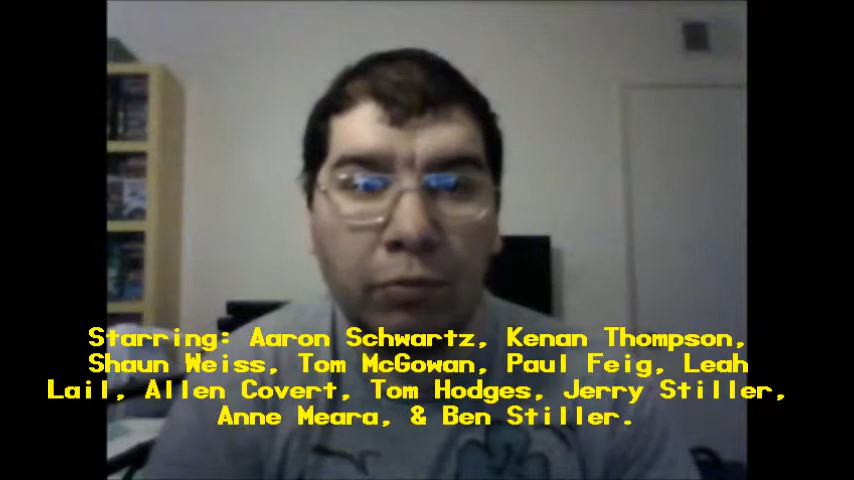 Starring: Aaron Schwartz, Kenan Thompson,
Shaun Weiss, Tom McGowan, Paul Feig, Leah
Lail, Allen Covert, Tom Hodges, Jerry Stiller,
Anne Meara, & Ben Stiller.